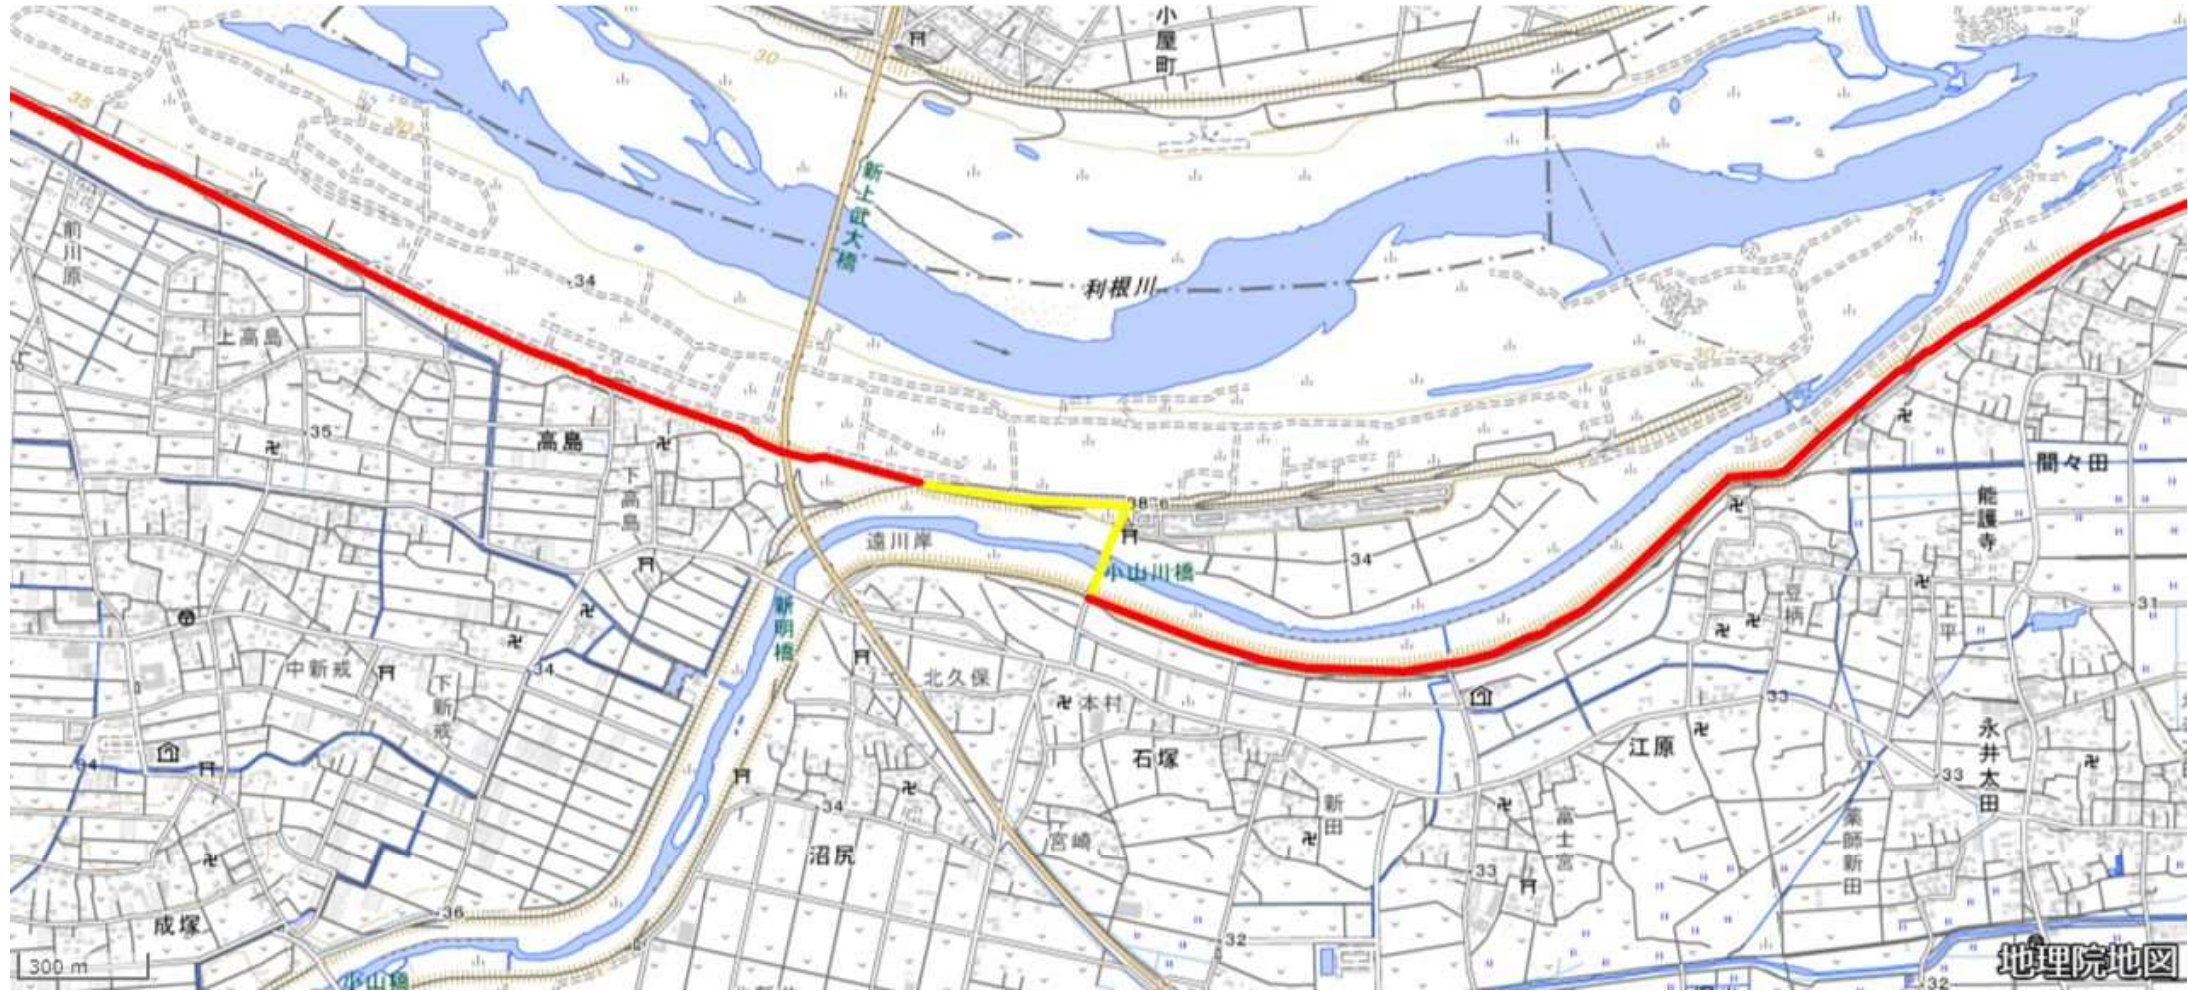 小屋町
30
35
30
新上武大橋
前川原
34
利根川
上高島
30
35
高島
下高島
38
6
間々田
能護寺
遠川岸
34
小山川橋
新明橋
豆柄
上平
31
中新戒
下新戒
34
北久保
本村
33
石塚
江原
永井太田
34
33
34
新田
富士宮
薬師新田
沼尻
宮崎
33
成塚
36
32
300 m
小山橋
地理院地図
32